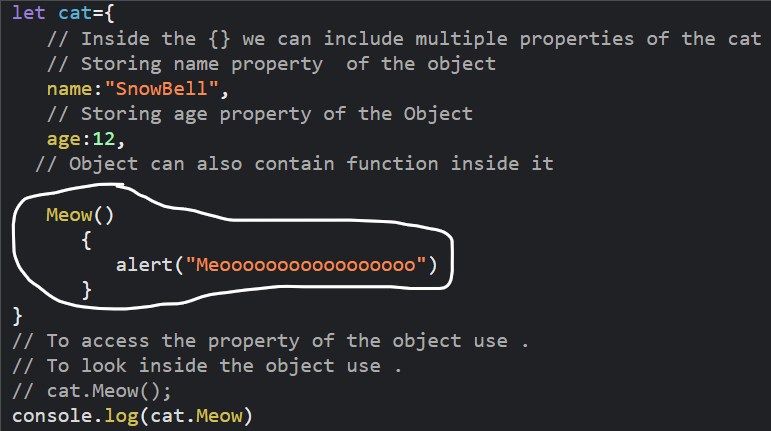 let cat={
// Inside the {} we can include multiple properties of the cat
// Storing name property of the object
name:"SnowBell",
// Storing age property of the Object
age:12,
// Object can also contain function inside it
Meow()
{
alert("Meooooooooooooooooo")
}
}
// To access the property of the object use .
// To look inside the object use .
// cat.Meow();
console.log(cat.Meow)